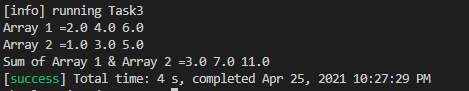 [info] running Task3
Array 1 =2.0 4.0 6.0
Array 2 =1.0 3.0 5.0
Sum of Array 1 & Array 2 =3.0 7.0 11.0
[success] Total time: 4 s, completed Apr 25, 2021 10:27:29 PM